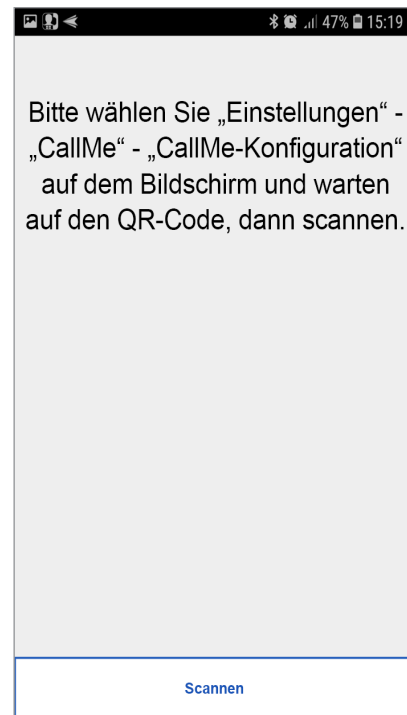 47% 15:19
Bitte wählen Sie „Einstellungen“ -
„CallMe“ - „CallMe-Konfiguration“
auf dem Bildschirm und warten
auf den QR-Code, dann scannen.
Scannen